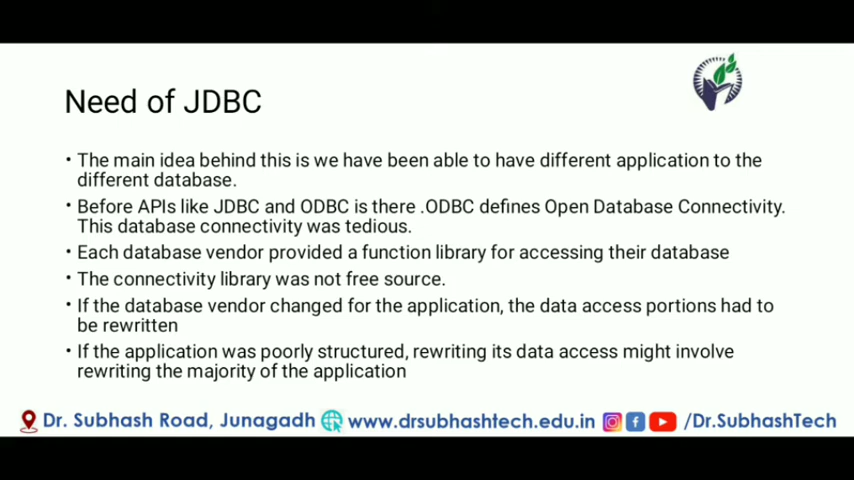 Need of JDBC
• The main idea behind this is we have been able to have different application to the
different database.
• Before APIs like JDBC and ODBC is there .ODBC defines Open Database Connectivity.
This database connectivity was tedious.
• Each database vendor provided a function library for accessing their database
• The connectivity library was not free source.
• If the database vendor changed for the application, the data access portions had to
be rewritten
• If the application was poorly structured, rewriting its data access might involve
rewriting the majority of the application
Dr. Subhash Road, Junagadh www.drsubhashtech.edu.in /Dr.SubhashTech